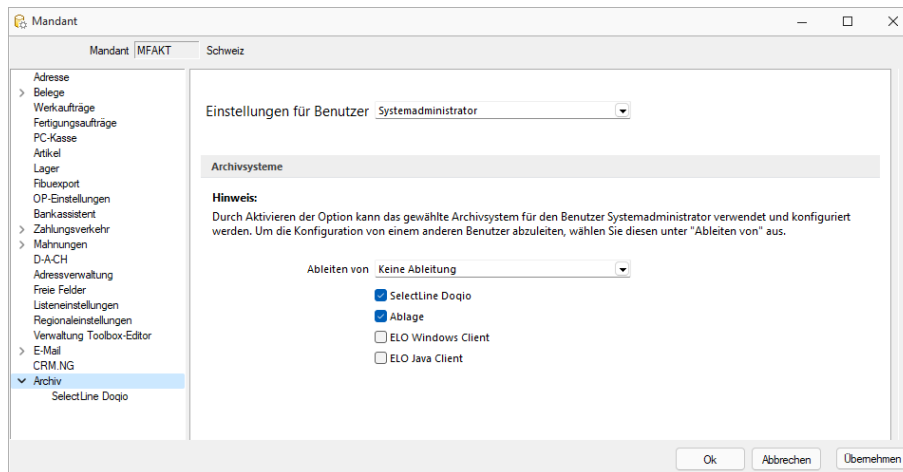 Mandant
Mandant MFAKT Schweiz
Adresse
Belege
Werkaufträge
Fertigungsaufträge
PC-Kasse
Artikel
Lager
Fibuexport
OP-Einstellungen
Bankassistent
Zahlungsverkehr
Mahnungen
D-A-CH
Adressverwaltung
Freie Felder
Listeneinstellungen
Regionaleinstellungen
Verwaltung Toolbox-Editor
E-Mail
CRM.NG
Archiv
SelectLine Doqio
Einstellungen für Benutzer Systemadministrator
Archivsysteme
Hinweis:
Durch Aktivieren der Option kann das gewählte Archivsystem für den Benutzer Systemadministrator verwendet und konfiguriert
werden. Um die Konfiguration von einem anderen Benutzer abzuleiten, wählen Sie diesen unter "Ableiten von" aus.
Ableiten von Keine Ableitung
SelectLine Doqio
Ablage
ELO Windows Client
ELO Java Client
Ok Abbrechen Übernehmen